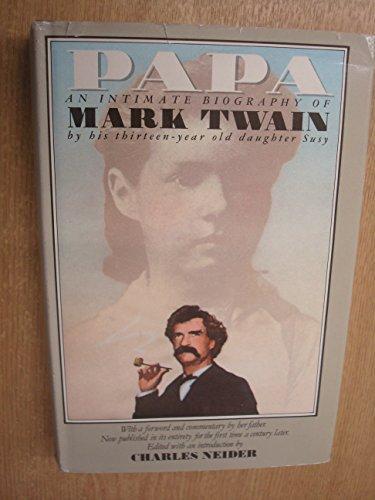 PAPA
AN INTIMATE BIOGRAPHY OF
MARK TWAIN
by his thirteen-year old daughter Susy
With a foreword and commentary by her father.
Now published in its entirety for the first time a century later.
Edited with an introduction by
CHARLES NEIDER